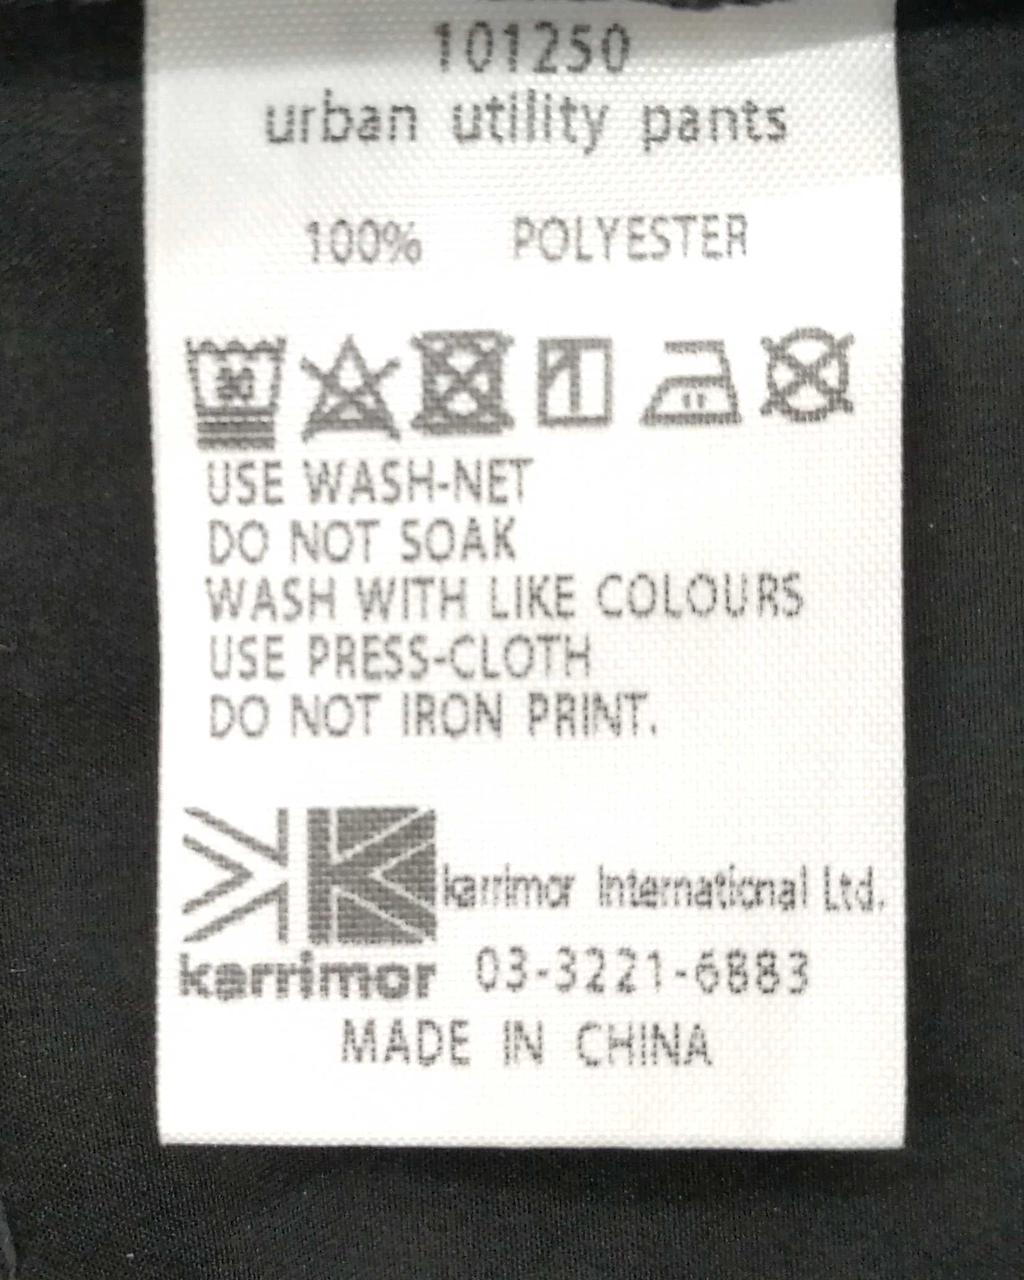 101250
urban utility pants
100% POLYESTER
30
USE WASH-NET
DO NOT SOAK
WASH WITH LIKE COLOURS
USE PRESS-CLOTH
DO NOT IRON PRINT.
karrimor International Ltd.
karrimor 03-3221-6883
MADE IN CHINA